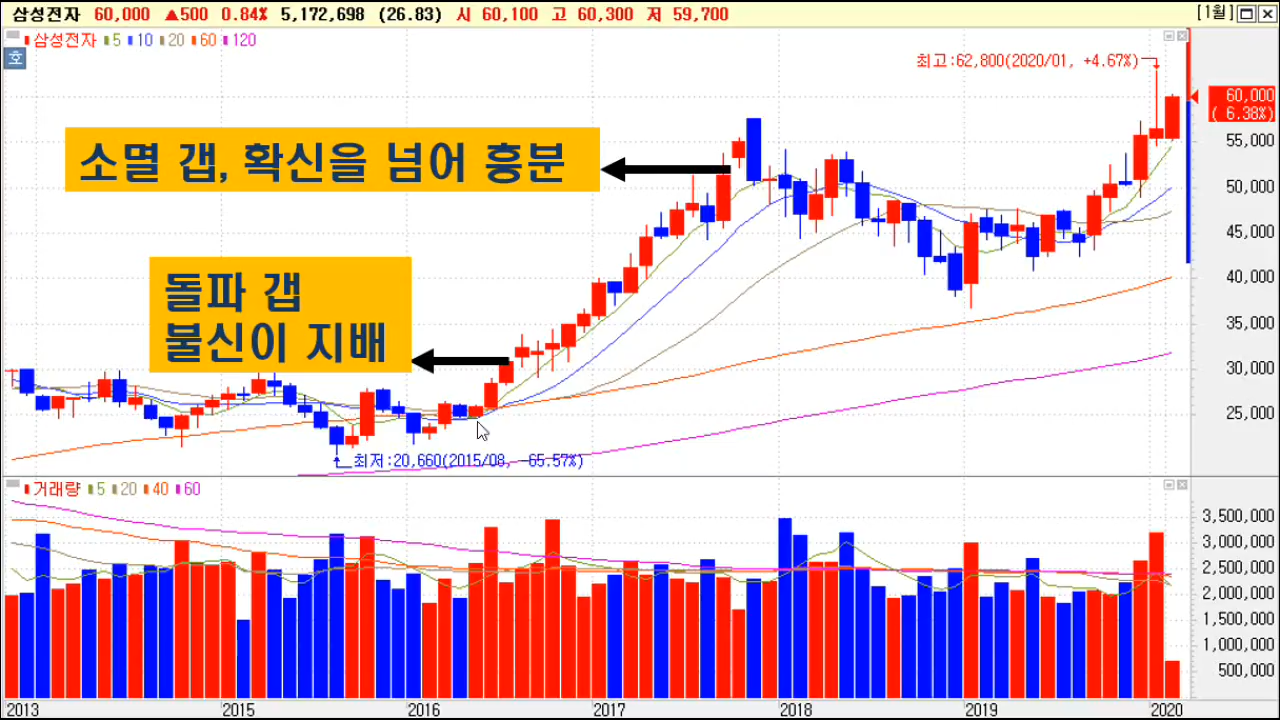 삼성전자 60,000 ▲500 0.84% 5,172,698 (26.83) 시 60,100 고 60,300 저 59,700 [1월]
삼성전자 5 10 20 60 120
호
최고:62,800(2020/01, +4.67%)
60,000
( 6.38%)
소멸 갭, 확신을 넘어 흥분
55,000
50,000
45,000
돌파 갭
불신이 지배
40,000
35,000
30,000
25,000
최저:20,660(2015/08, -65.57%)
거래량 5 20 40 60
3,500,000
3,000,000
2,500,000
2,000,000
1,500,000
1,000,000
500,000
2013 2015 2016 2017 2018 2019 2020